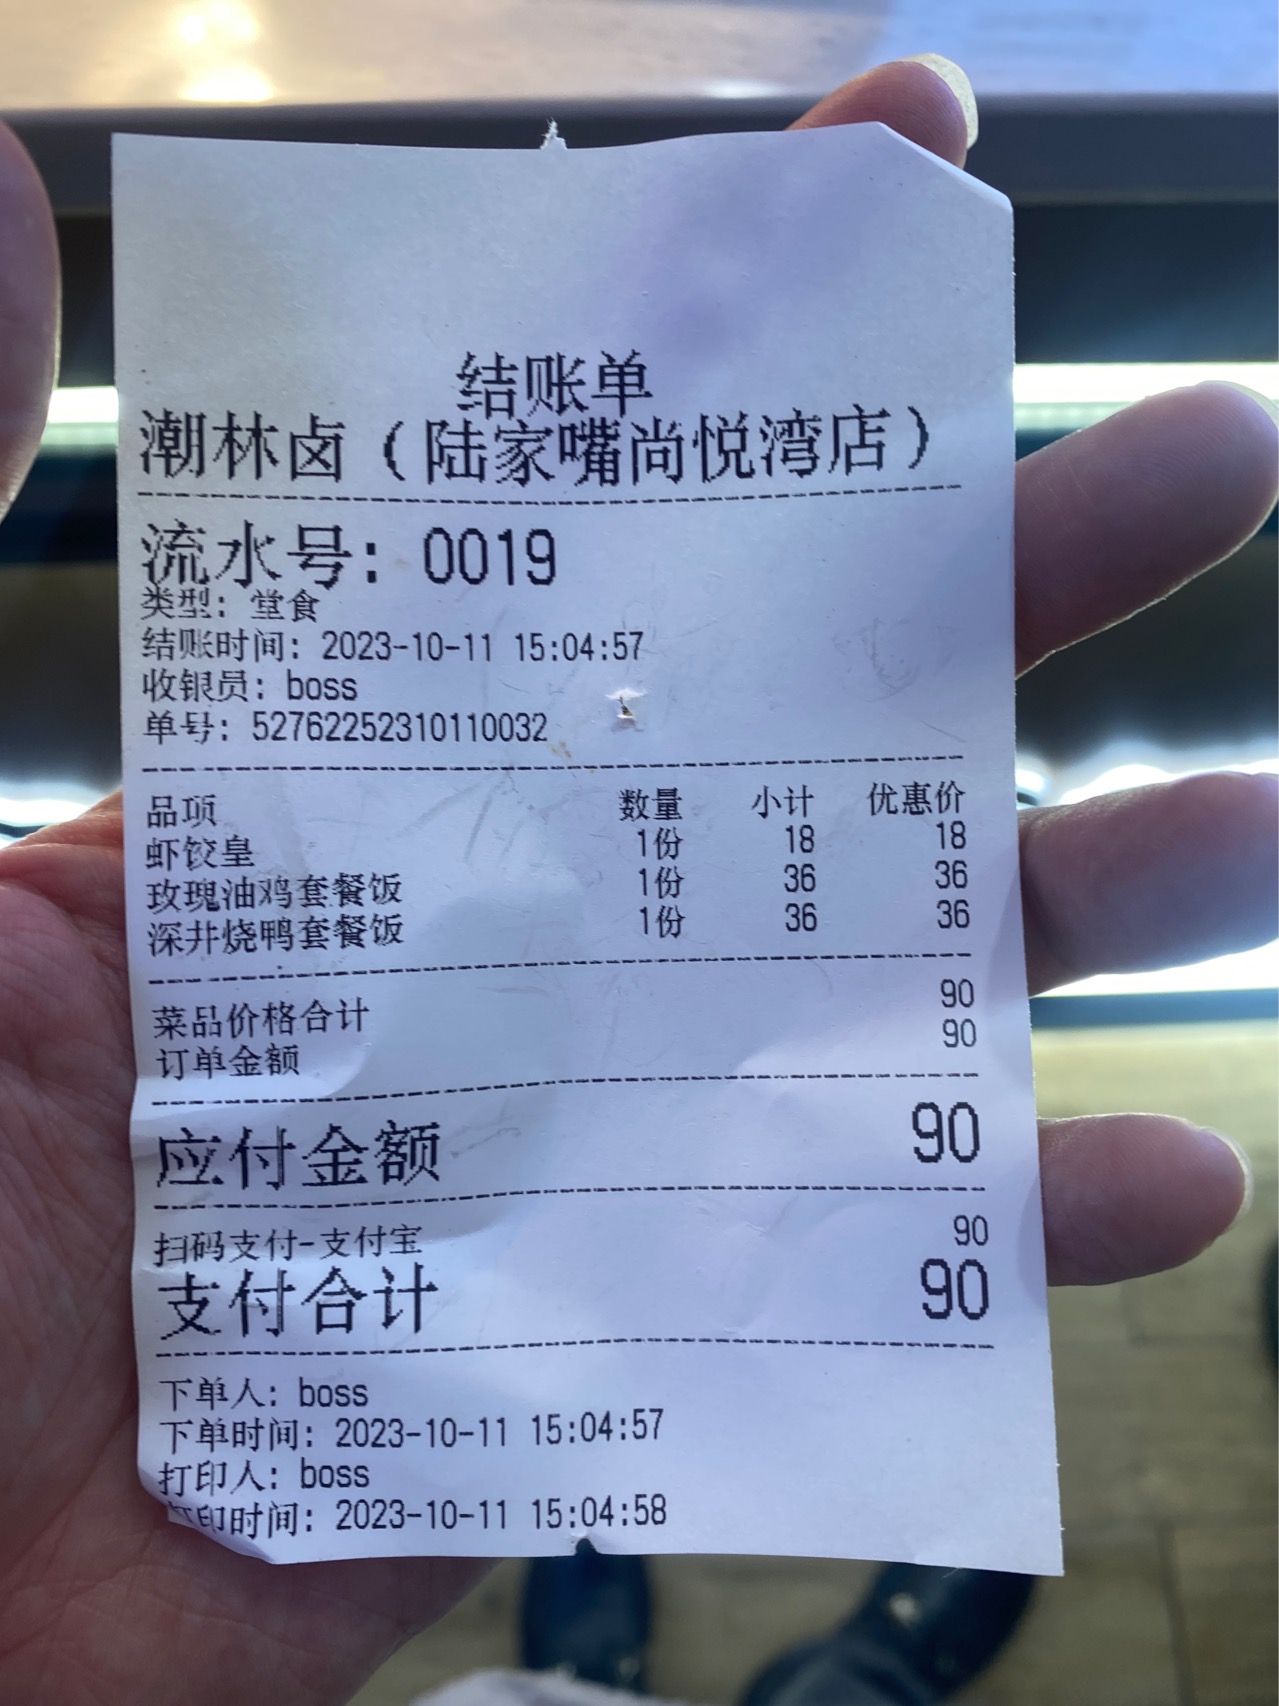 结账单
潮林卤（陆家嘴尚悦湾店）
流水号：0019
类型：堂食
结账时间：2023-10-11 15:04:57
收银员：boss
单号：52762252310110032
品项 数量 小计 优惠价
虾饺皇 1份 18 18
玫瑰油鸡套餐饭 1份 36 36
深井烧鸭套餐饭 1份 36 36
菜品价格合计 90
订单金额 90
应付金额 90
扫码支付-支付宝 90
支付合计 90
下单人：boss
下单时间：2023-10-11 15:04:57
打印人：boss
打印时间：2023-10-11 15:04:58